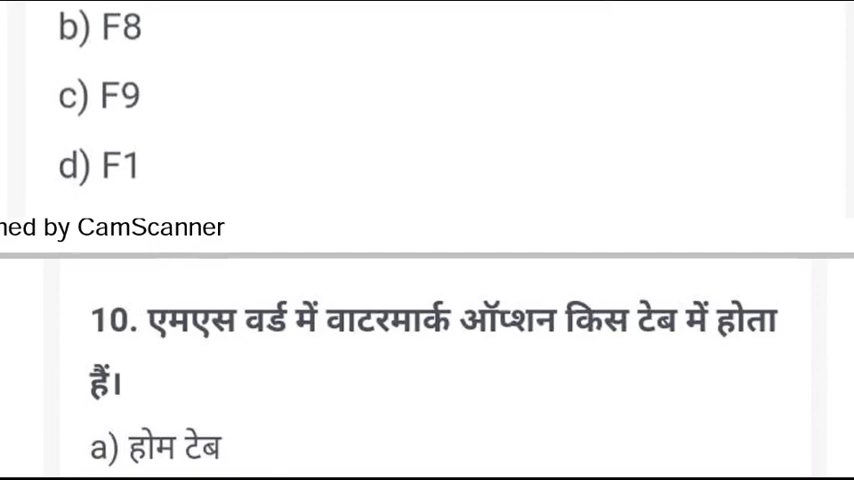 b) F8
c) F9
d) F1
ned by CamScanner
10. एमएस वर्ड में वाटरमार्क ऑप्शन किस टेब में होता
हैं।
a) होम टेब